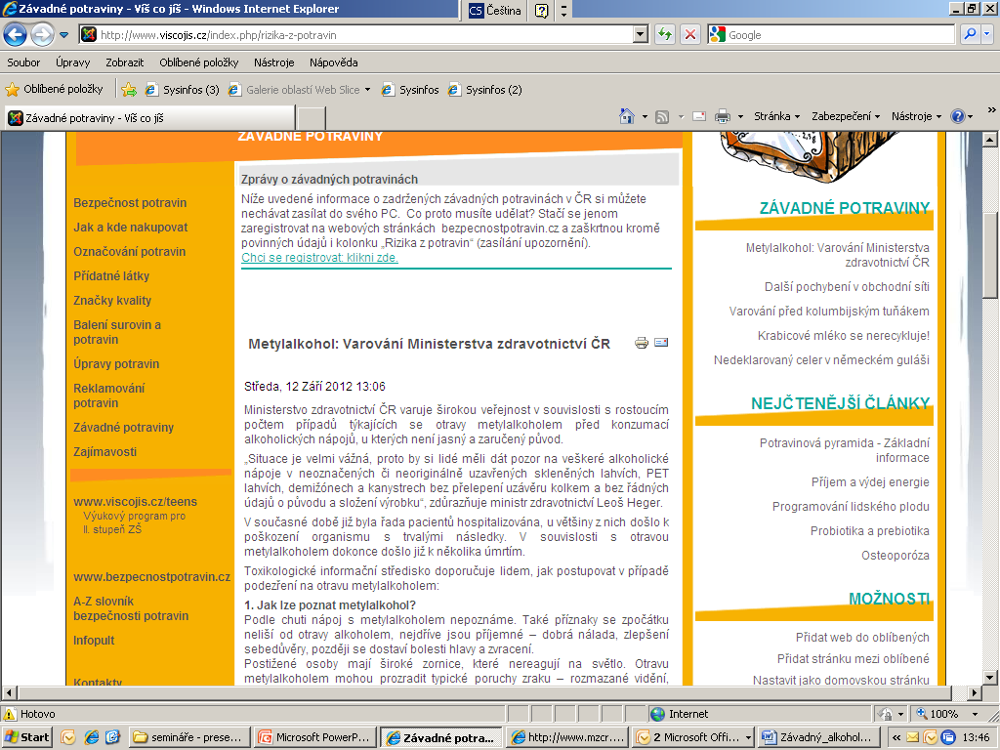 Závadné potraviny - Víš co jíš - Windows Internet Explorer
CS Čeština
http://www.viscojis.cz/index.php/rizika-z-potravin
Google
Soubor Úpravy Zobrazit Oblíbené položky Nástroje Nápověda
Oblíbené položky Sysinfos (3) Galerie oblastí Web Slice Sysinfos Sysinfos (2)
Závadné potraviny - Víš co jíš
Stránka Zabezpečení Nástroje »
ZÁVADNÉ POTRAVINY
Bezpečnost potravin
Jak a kde nakupovat
Označování potravin
Přídatné látky
Značky kvality
Balení surovin a
potravin
Úpravy potravin
Reklamování
potravin
Závadné potraviny
Zajímavosti
www.viscojis.cz/teens
Výukový program pro
II. stupeň ZŠ
www.bezpecnostpotravin.cz
A-Z slovník
bezpečnosti potravin
Infopult
Kontakty
Zprávy o závadných potravinách
Níže uvedené informace o zadržených závadných potravinách v ČR si můžete
nechávat zasílat do svého PC. Co proto musíte udělat? Stačí se jenom
zaregistrovat na webových stránkách bezpecnostpotravin.cz a zaškrtnou kromě
povinných údajů i kolonku „Rizika z potravin“ (zasílání upozornění).
Chci se registrovat: klikni zde.
Metylalkohol: Varování Ministerstva zdravotnictví ČR
Středa, 12 Září 2012 13:06
Ministerstvo zdravotnictví ČR varuje širokou veřejnost v souvislosti s rostoucím
počtem případů týkajících se otravy metylalkoholem před konzumací
alkoholických nápojů, u kterých není jasný a zaručený původ.
„Situace je velmi vážná, proto by si lidé měli dát pozor na veškeré alkoholické
nápoje v neoznačených či neoriginálně uzavřených skleněných lahvích, PET
lahvích, demižónech a kanystrech bez přelepení uzávěru kolkem a bez řádných
údajů o původu a složení výrobku“, zdůrazňuje ministr zdravotnictví Leoš Heger.
V současné době již byla řada pacientů hospitalizována, u většiny z nich došlo k
poškození organismu s trvalými následky. V souvislosti s otravou
metylalkoholem dokonce došlo již k několika úmrtím.
Toxikologické informační středisko doporučuje lidem, jak postupovat v případě
podezření na otravu metylalkoholem:
1. Jak lze poznat metylalkohol?
Podle chuti nápoj s metylalkoholem nepoznáme. Také příznaky se zpočátku
neliší od otravy alkoholem, nejdříve jsou příjemné – dobrá nálada, zlepšení
sebedůvěry, později se dostaví bolesti hlavy a zvracení.
Postižené osoby mají široké zornice, které nereagují na světlo. Otravu
metylalkoholem mohou prozradit typické poruchy zraku – rozmazané vidění,
ZÁVADNÉ POTRAVINY
Metylalkohol: Varování Ministerstva
zdravotnictví ČR
Další pochybení v obchodní síti
Varování před kolumbijským tuňákem
Krabicové mléko se nerecykluje!
Nedeklarovaný celer v německém guláši
NEJČTENĚJŠÍ ČLÁNKY
Potravinová pyramida - Základní
informace
Příjem a výdej energie
Programování lidského plodu
Probiotika a prebiotika
Osteoporóza
MOŽNOSTI
Přidat web do oblíbených
Přidat stránku mezi oblíbené
Nastavit jako domovskou stránku
Hotovo Internet 100%
Start semináře - prese... Microsoft PowerP... Závadné potra... http://www.mzcr.... 2 Microsoft Offi... Závadný_alkohol... « 13:46